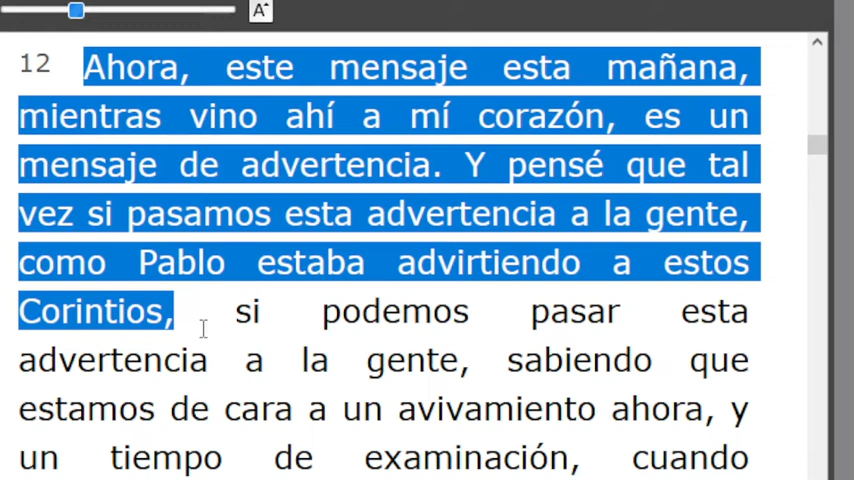 A
12 Ahora, este mensaje esta mañana,
mientras vino ahí a mí corazón, es un
mensaje de advertencia. Y pensé que tal
vez si pasamos esta advertencia a la gente,
como Pablo estaba advirtiendo a estos
Corintios, si podemos pasar esta
advertencia a la gente, sabiendo que
estamos de cara a un avivamiento ahora, y
un tiempo de examinación, cuando